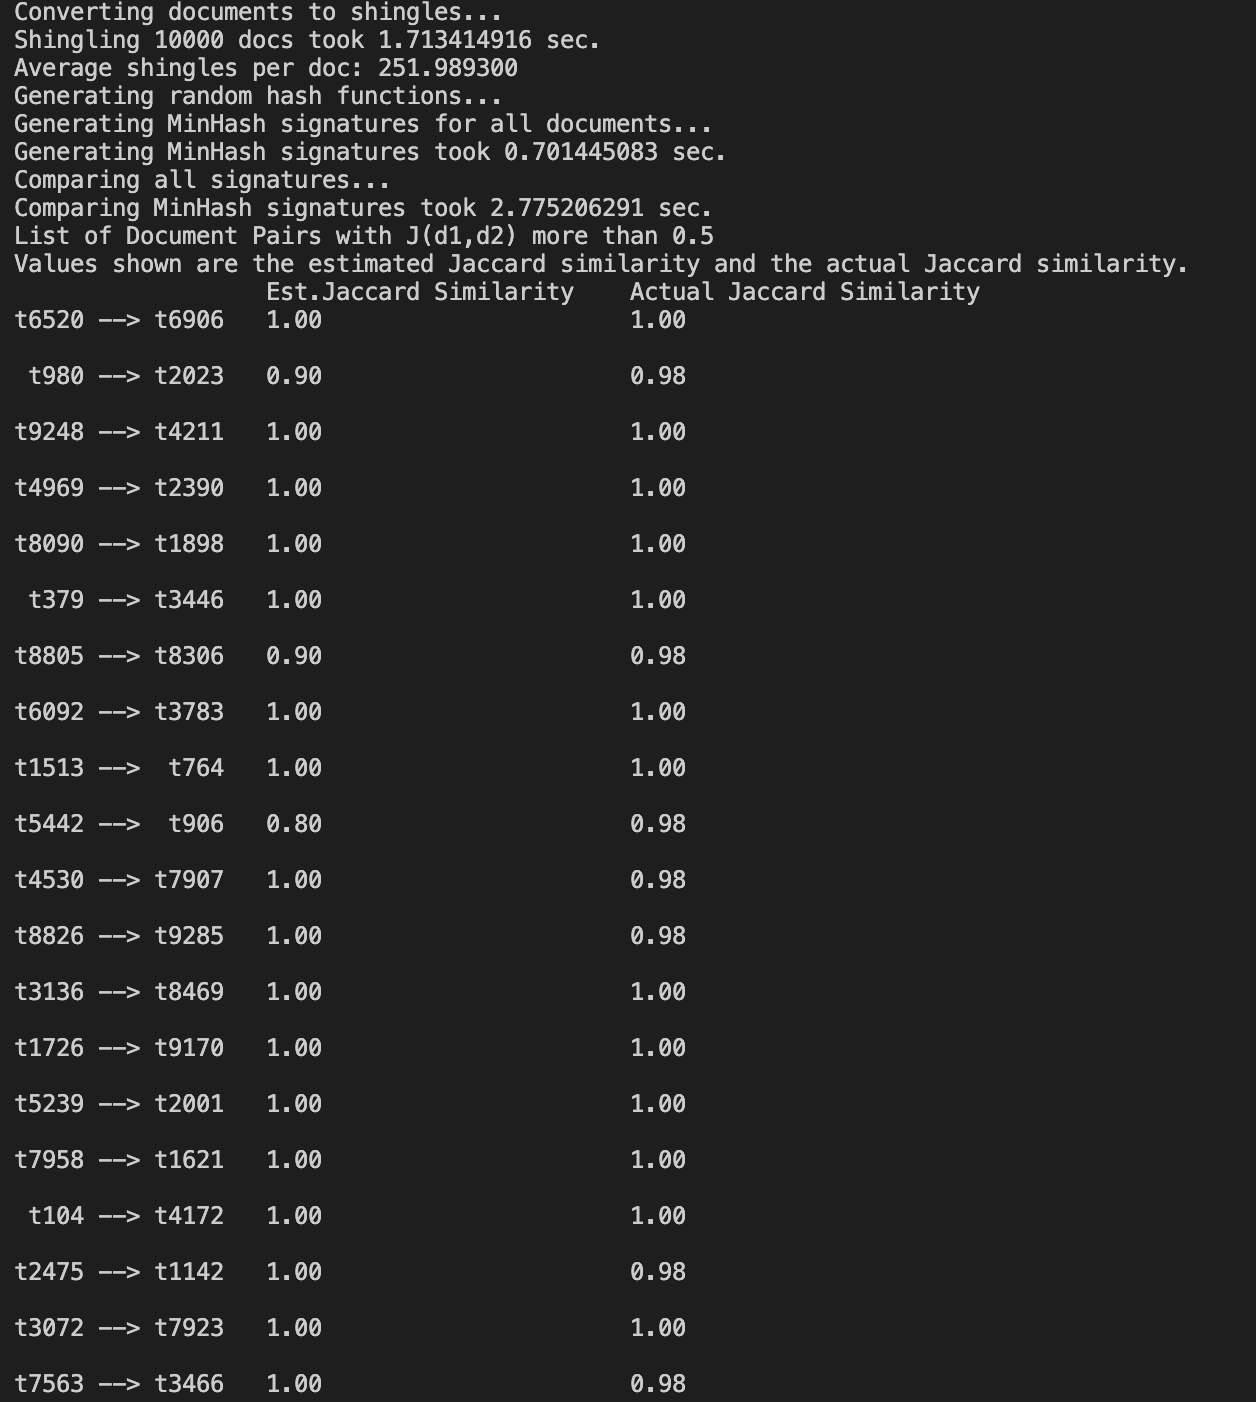 Converting documents to shingles...
Shingling 10000 docs took 1.713414916 sec.
Average shingles per doc: 251.989300
Generating random hash functions...
Generating MinHash signatures for all documents...
Generating MinHash signatures took 0.701445083 sec.
Comparing all signatures...
Comparing MinHash signatures took 2.775206291 sec.
List of Document Pairs with J(d1,d2) more than 0.5
Values shown are the estimated Jaccard similarity and the actual Jaccard similarity.
Est.Jaccard Similarity    Actual Jaccard Similarity
t6520 --> t6906   1.00                      1.00
t980 --> t2023   0.90                      0.98
t9248 --> t4211   1.00                      1.00
t4969 --> t2390   1.00                      1.00
t8090 --> t1898   1.00                      1.00
t379 --> t3446   1.00                      1.00
t8805 --> t8306   0.90                      0.98
t6092 --> t3783   1.00                      1.00
t1513 -->  t764   1.00                      1.00
t5442 -->  t906   0.80                      0.98
t4530 --> t7907   1.00                      0.98
t8826 --> t9285   1.00                      0.98
t3136 --> t8469   1.00                      1.00
t1726 --> t9170   1.00                      1.00
t5239 --> t2001   1.00                      1.00
t7958 --> t1621   1.00                      1.00
t104 --> t4172   1.00                      1.00
t2475 --> t1142   1.00                      0.98
t3072 --> t7923   1.00                      1.00
t7563 --> t3466   1.00                      0.98